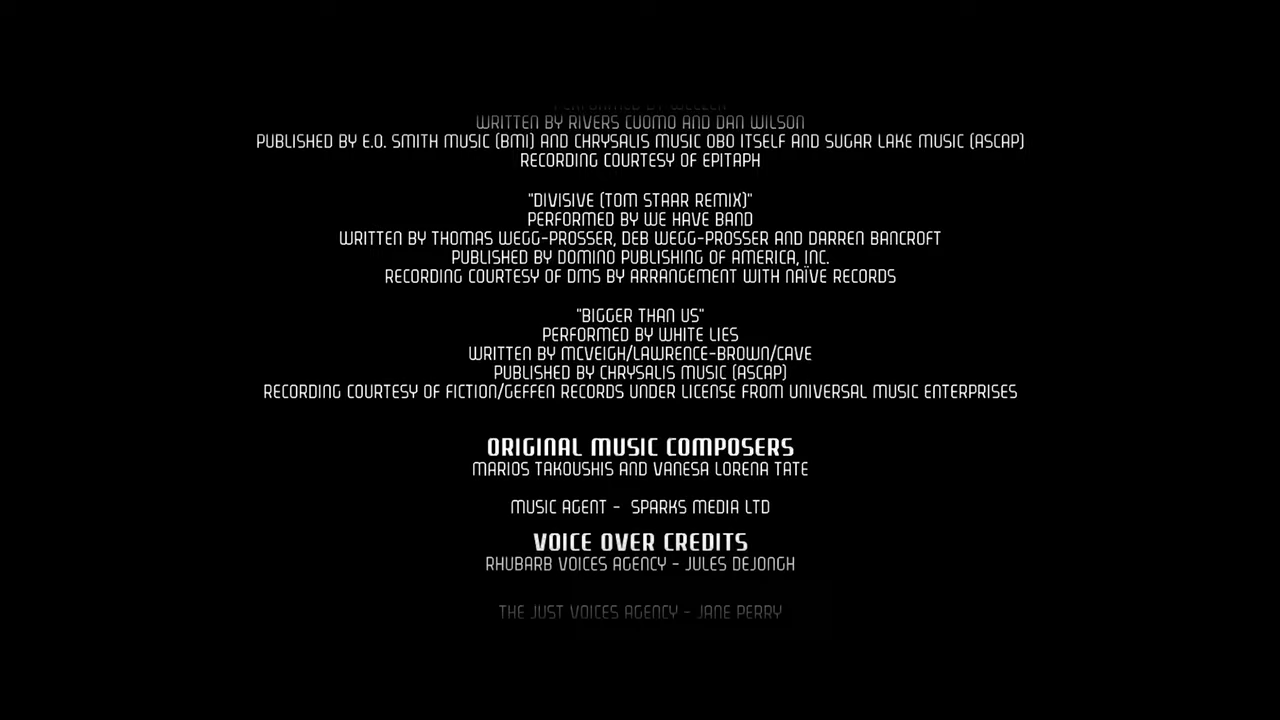 PERFORMED BY WEEZER
WRITTEN BY RIVERS CUOMO AND DAN WILSON
PUBLISHED BY E.O. SMITH MUSIC (BMI) AND CHRYSALIS MUSIC OBO ITSELF AND SUGAR LAKE MUSIC (ASCAP)
RECORDING COURTESY OF EPITAPH
"DIVISIVE (TOM STAAR REMIX)"
PERFORMED BY WE HAVE BAND
WRITTEN BY THOMAS WEGG-PROSSER, DEB WEGG-PROSSER AND DARREN BANCROFT
PUBLISHED BY DOMINO PUBLISHING OF AMERICA, INC.
RECORDING COURTESY OF DMS BY ARRANGEMENT WITH NAÏVE RECORDS
"BIGGER THAN US"
PERFORMED BY WHITE LIES
WRITTEN BY MCVEIGH/LAWRENCE-BROWN/CAVE
PUBLISHED BY CHRYSALIS MUSIC (ASCAP)
RECORDING COURTESY OF FICTION/GEFFEN RECORDS UNDER LICENSE FROM UNIVERSAL MUSIC ENTERPRISES
ORIGINAL MUSIC COMPOSERS
MARIOS TAKOUSHIS AND VANESA LORENA TATE
MUSIC AGENT - SPARKS MEDIA LTD
VOICE OVER CREDITS
RHUBARB VOICES AGENCY - JULES DEJONGH
THE JUST VOICES AGENCY - JANE PERRY